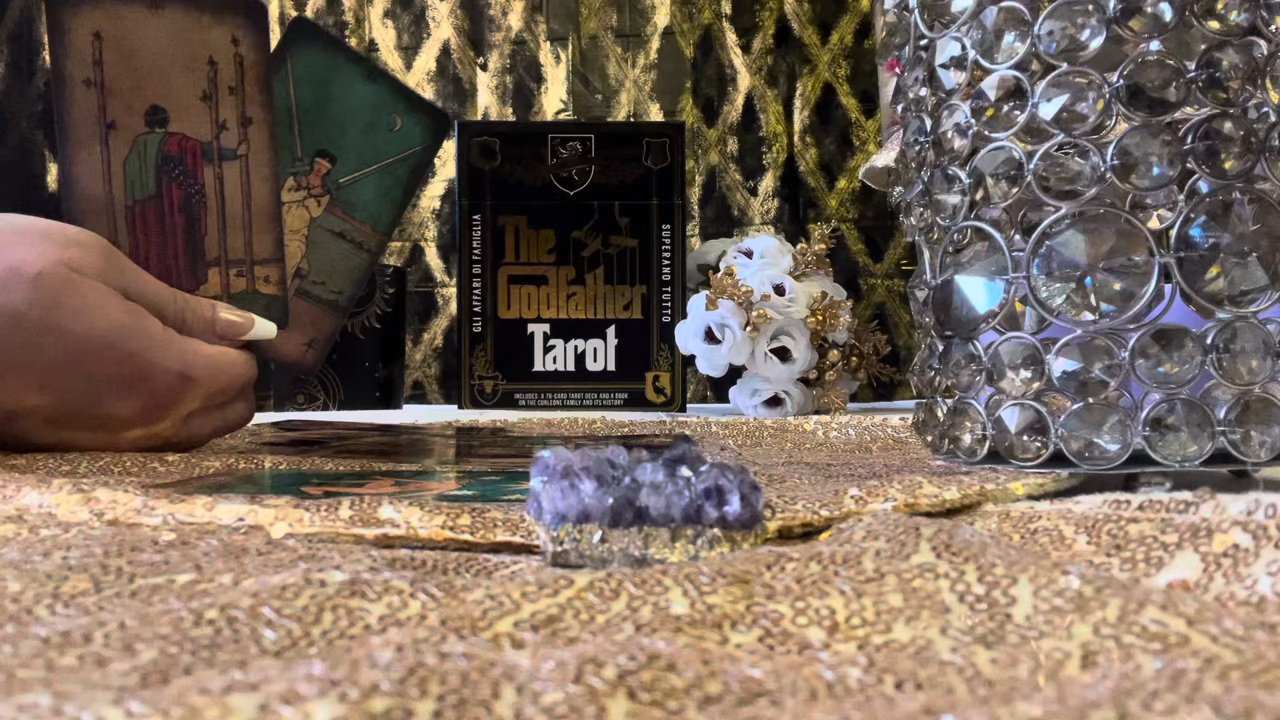 GLI AFFARI DI FAMIGLIA
The
Godfather
Tarot
SUPERANO TUTTO
INCLUDES: A 78-CARD TAROT DECK AND A BOOK
ON THE CORLEONE FAMILY AND ITS HISTORY